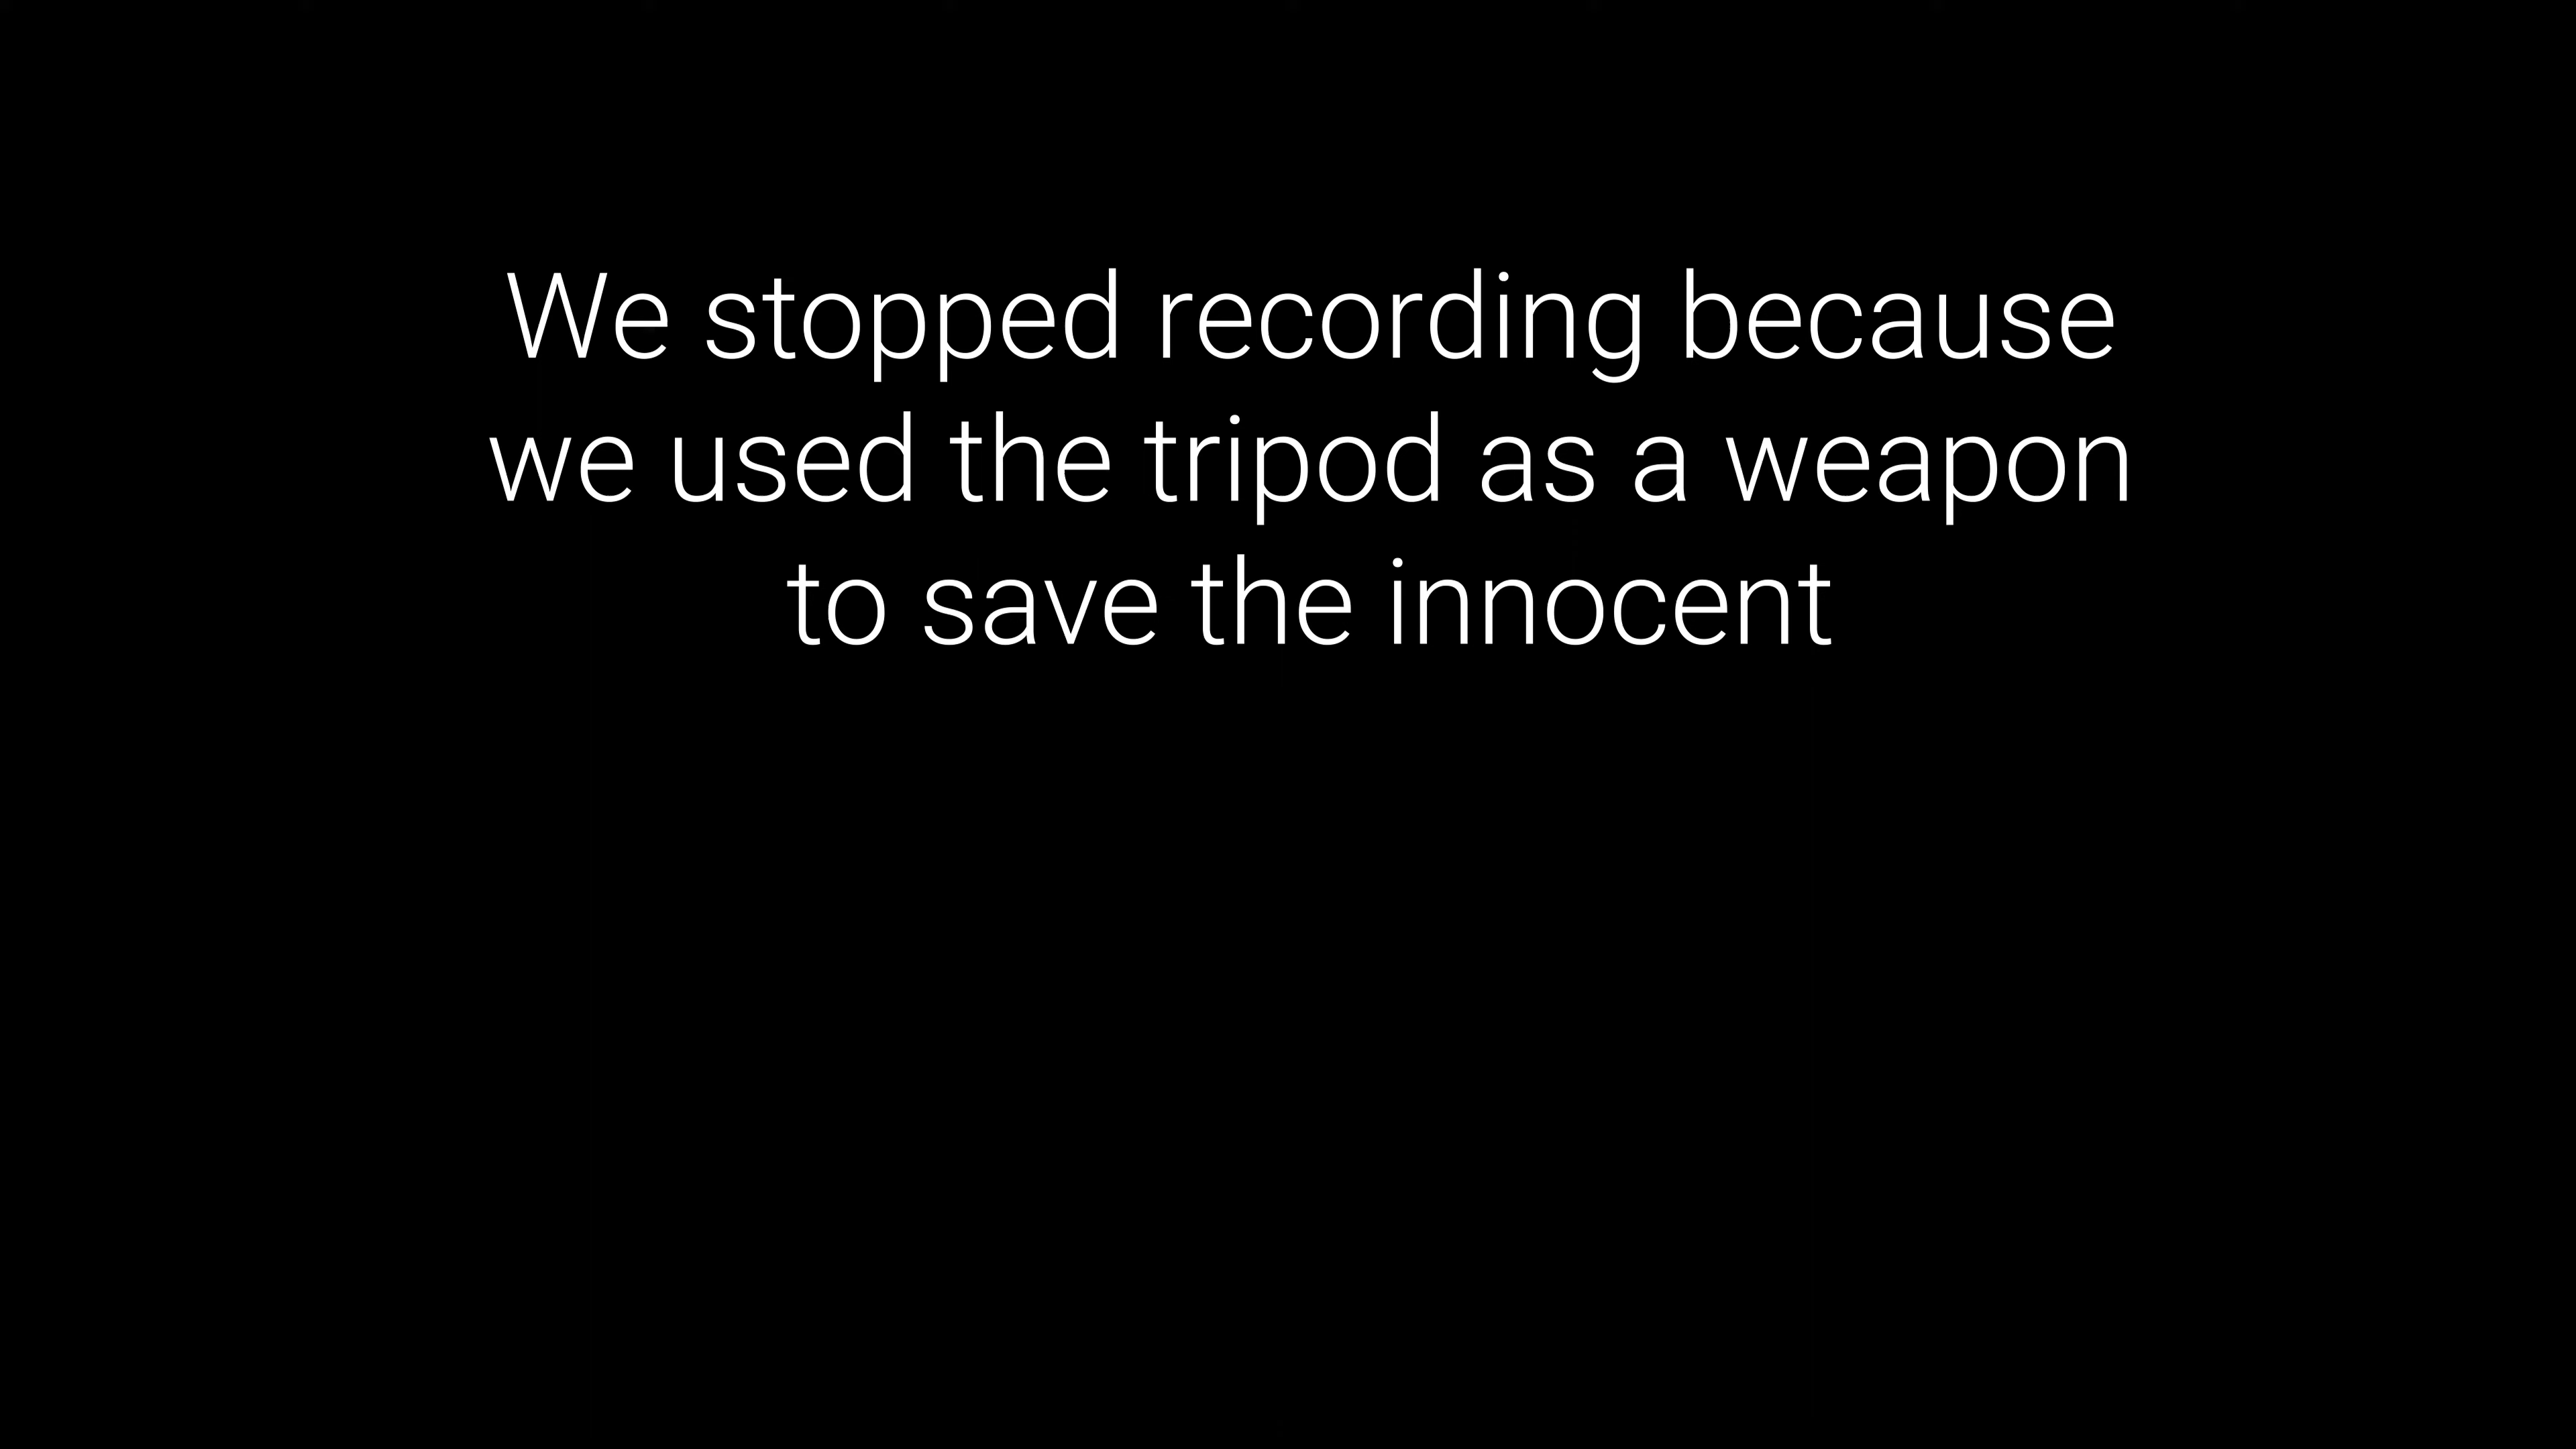 We stopped recording because
we used the tripod as a weapon
to save the innocent